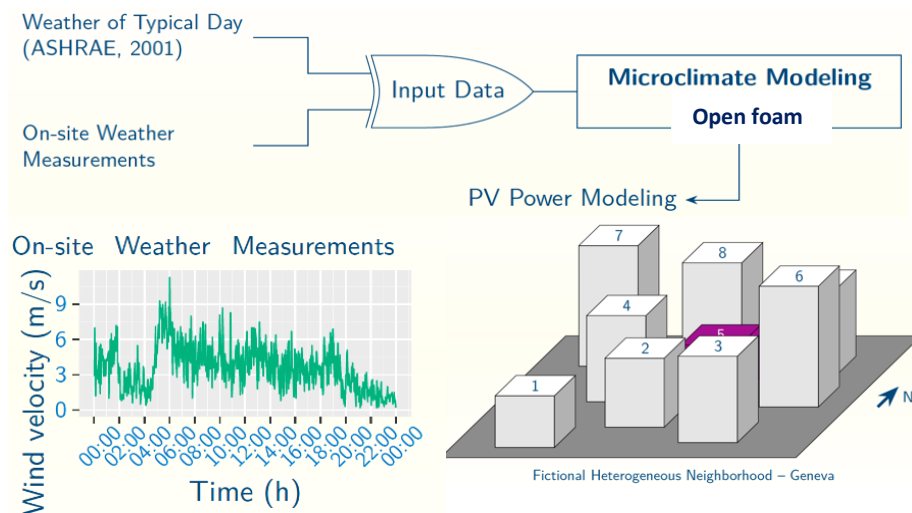 Weather of Typical Day
(ASHRAE, 2001)
Input Data
Microclimate Modeling
Open foam
On-site Weather
Measurements
PV Power Modeling
On-site Weather Measurements
Wind velocity (m/s)
9
6
3
0
00:00
02:00
04:00
06:00
08:00
10:00
12:00
14:00
16:00
18:00
20:00
22:00
00:00
Time (h)
7
8
6
4
5
2
3
1
N
Fictional Heterogeneous Neighborhood – Geneva